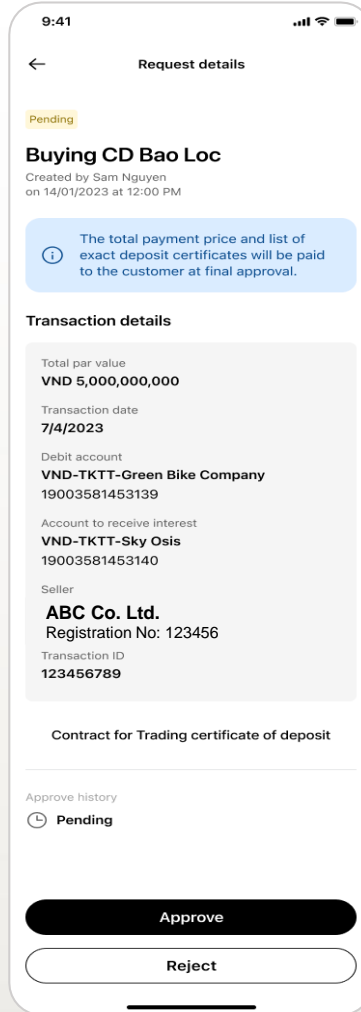 9:41
Request details
Pending
Buying CD Bao Loc
Created by Sam Nguyen
on 14/01/2023 at 12:00 PM
The total payment price and list of
exact deposit certificates will be paid
to the customer at final approval.
Transaction details
Total par value
VND 5,000,000,000
Transaction date
7/4/2023
Debit account
VND-TKTT-Green Bike Company
19003581453139
Account to receive interest
VND-TKTT-Sky Osis
19003581453140
Seller
ABC Co. Ltd.
Registration No: 123456
Transaction ID
123456789
Contract for Trading certificate of deposit
Approve history
Pending
Approve
Reject